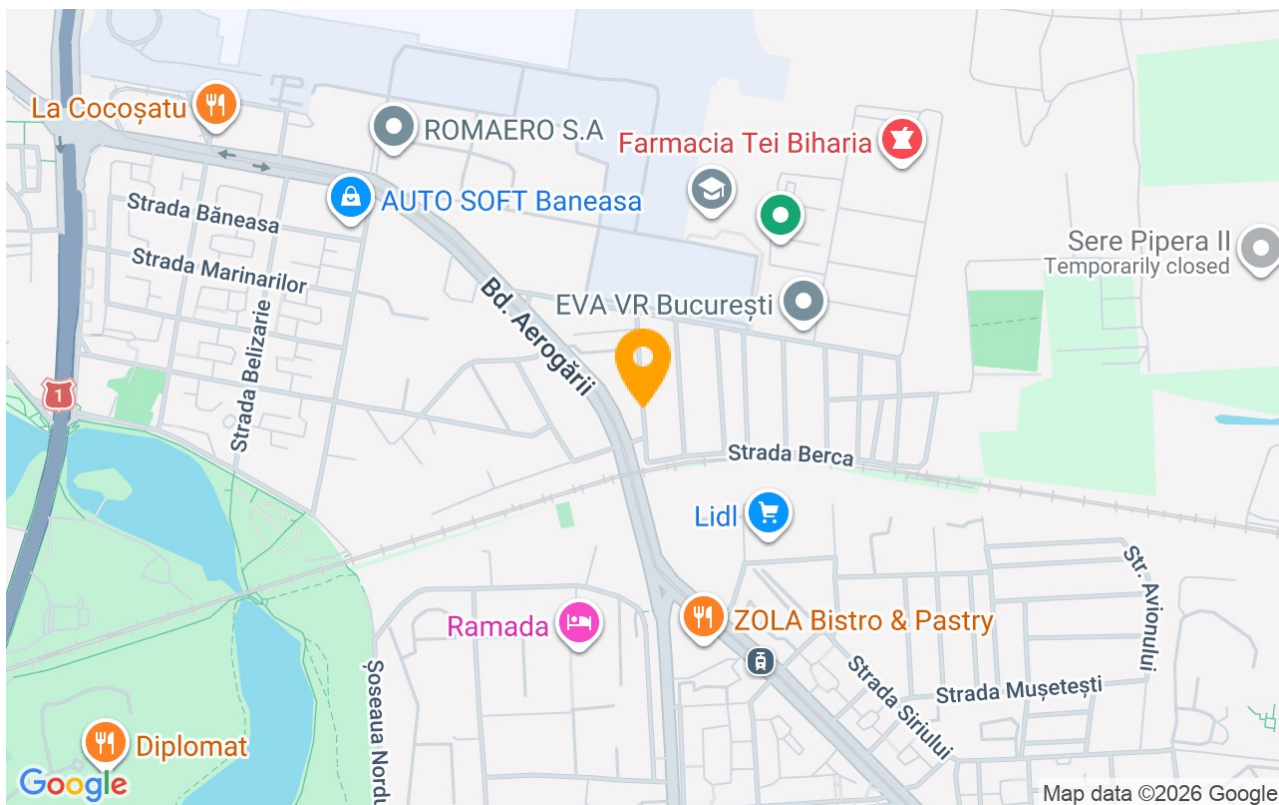 La Cocoșatu
ROMAERO S.A
Farmacia Tei Biharia
AUTO SOFT Baneasa
Strada Băneasa
Sere Pipera II
Temporarily closed
Strada Marinarilor
EVA VR București
Bd. Aerogării
Strada Belizarie
1
Strada Berca
Lidl
Str. Avionului
Ramada
ZOLA Bistro & Pastry
Strada Mușetești
Strada Siriului
Șoseaua Nordu
Diplomat
Google
Map data ©2026 Google